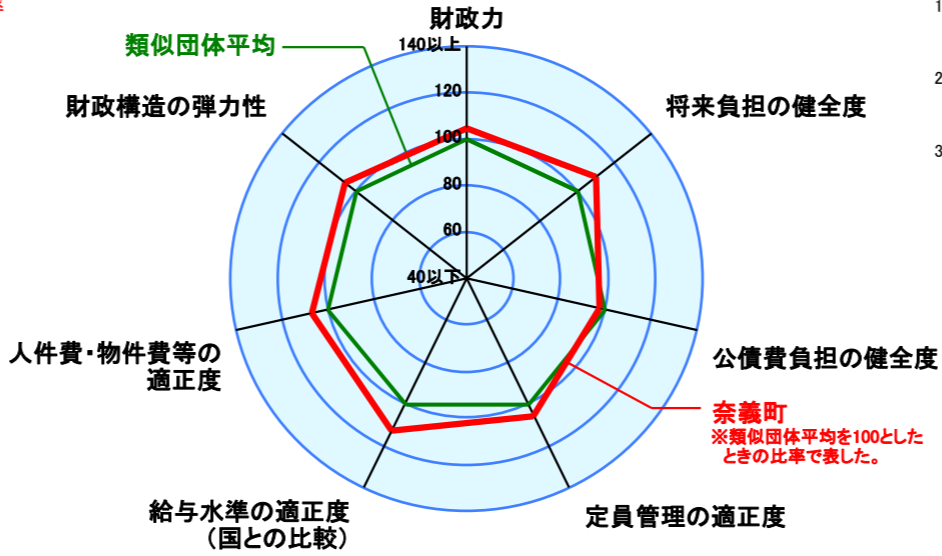 財政力
140以上
類似団体平均
120
財政構造の弾力性
将来負担の健全度
100
80
60
40以下
人件費・物件費等の
適正度
公債費負担の健全度
奈義町
※類似団体平均を100とした
ときの比率で表した。
給与水準の適正度
（国との比較）
定員管理の適正度
1
2
3